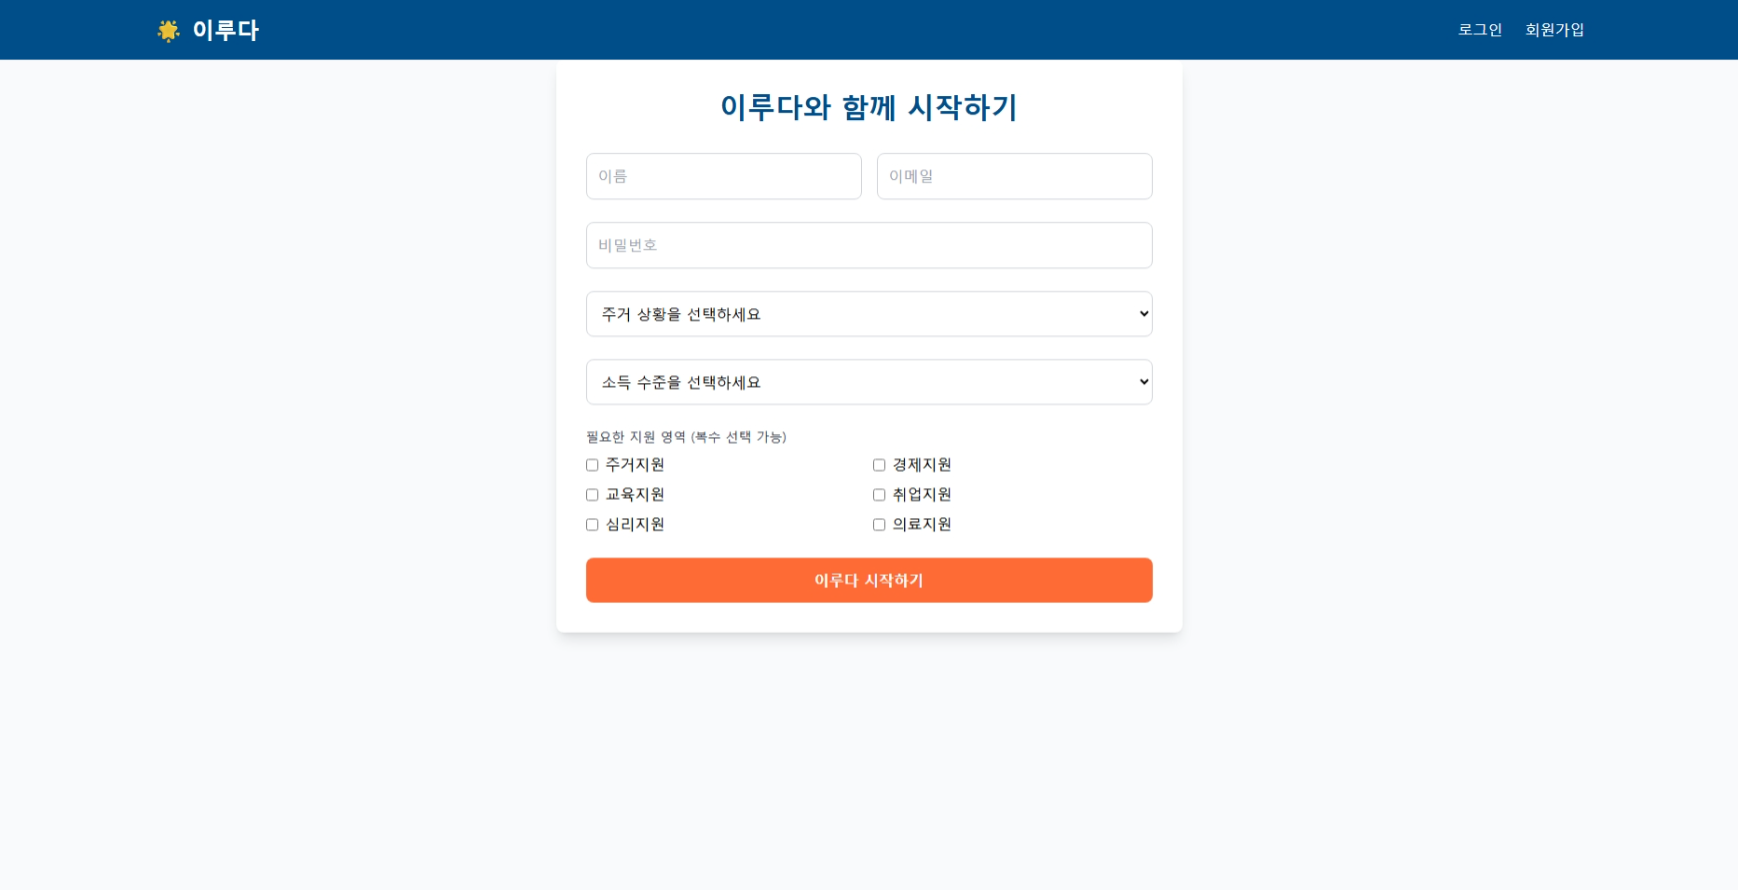 이루다
로그인 회원가입
이루다와 함께 시작하기
이름 이메일
비밀번호
주거 상황을 선택하세요
소득 수준을 선택하세요
필요한 지원 영역 (복수 선택 가능)
주거지원 경제지원
교육지원 취업지원
심리지원 의료지원
이루다 시작하기